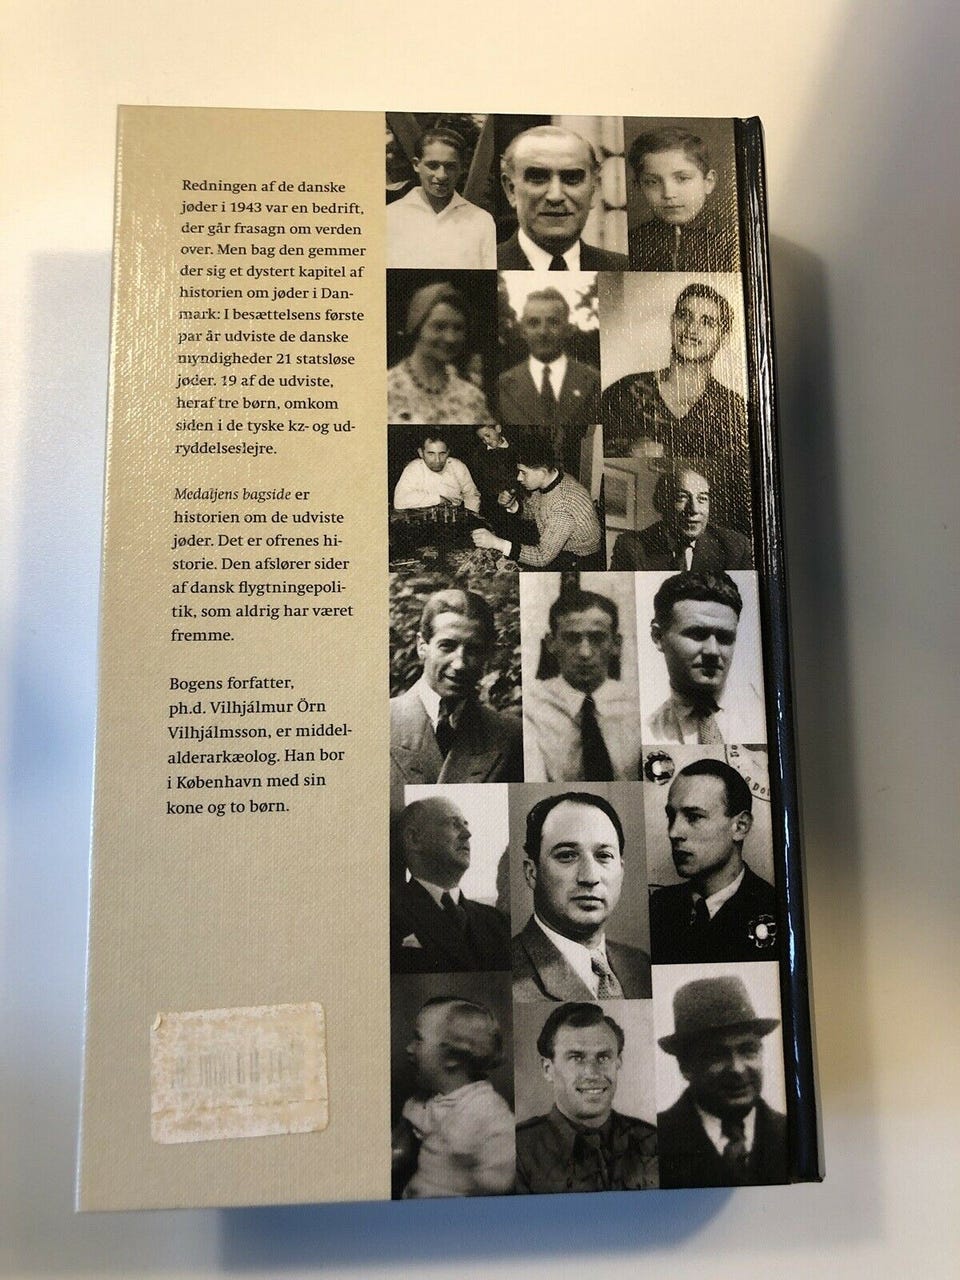 Redningen af de danske
jøder i 1943 var en bedrift,
der går frasagn om verden
over. Men bag den gemmer
der sig et dystert kapitel af
historien om jøder i Dan-
mark: I besættelsens første
par år udviste de danske
myndigheder 21 statsløse
jøder. 19 af de udviste,
heraf tre børn, omkom
siden i de tyske kz- og ud-
ryddelseslejre.
Medaljens bagside er
historien om de udviste
jøder. Det er ofrenes hi-
storie. Den afslører sider
af dansk flygtningepoli-
tik, som aldrig har været
fremme.
Bogens forfatter,
ph.d. Vilhjálmur Örn
Vilhjálmsson, er middel-
alderarkæolog. Han bor
i København med sin
kone og to børn.